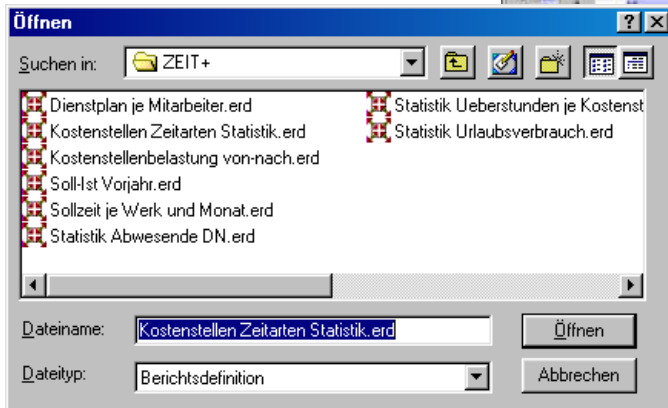 Öffnen
Suchen in: ZEIT+
Dienstplan je Mitarbeiter.erd
Kostenstellen Zeitarten Statistik.erd
Kostenstellenbelastung von-nach.erd
Soll-Ist Vorjahr.erd
Sollzeit je Werk und Monat.erd
Statistik Abwesende DN.erd
Statistik Ueberstunden je Kostenst
Statistik Urlaubsverbrauch.erd
Dateiname: Kostenstellen Zeitarten Statistik.erd Öffnen
Dateityp: Berichtsdefinition Abbrechen